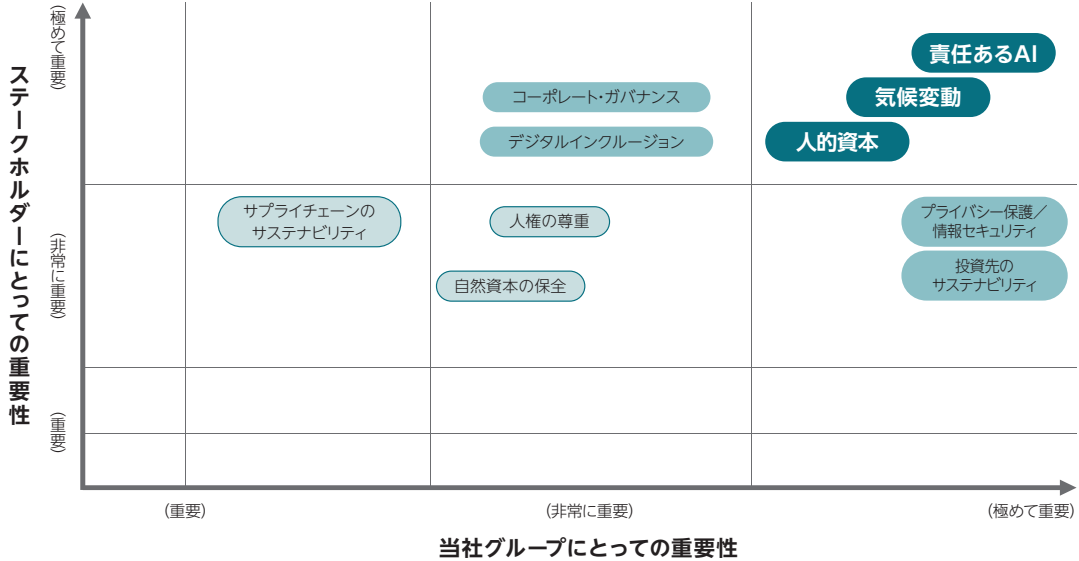 ステークホルダーにとっての重要性
(極めて重要)
(非常に重要)
(重要)
責任あるAI
気候変動
人的資本
コーポレート・ガバナンス
デジタルインクルージョン
サプライチェーンの
サステナビリティ
人権の尊重
自然資本の保全
プライバシー保護／
情報セキュリティ
投資先の
サステナビリティ
(重要)
(非常に重要)
(極めて重要)
当社グループにとっての重要性